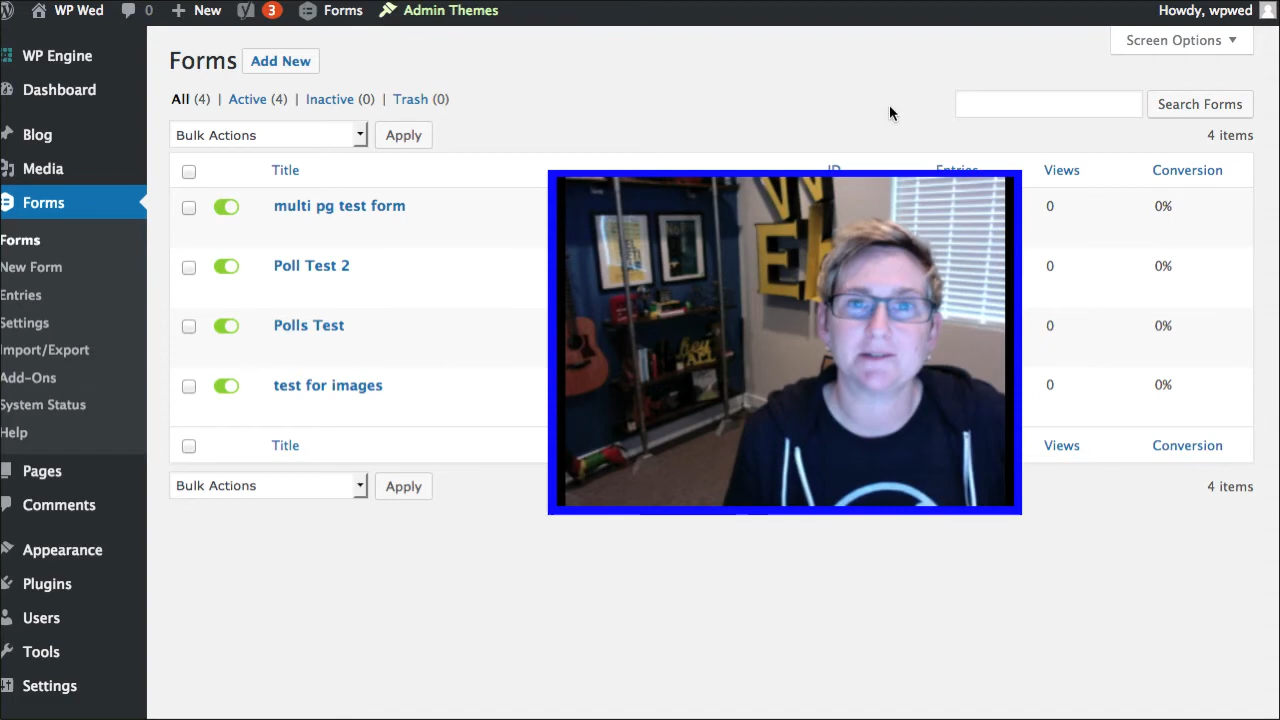 WP Wed 0 New 3 Forms Admin Themes Howdy, wpwed
WP Engine
Dashboard
Blog
Media
Forms
Forms
New Form
Entries
Settings
Import/Export
Add-Ons
System Status
Help
Pages
Comments
Appearance
Plugins
Users
Tools
Settings
Screen Options
Forms Add New
All (4) | Active (4) | Inactive (0) | Trash (0)
Search Forms
Bulk Actions Apply 4 items
Title ID Entries Views Conversion
multi pg test form 0 0%
Poll Test 2 0 0%
Polls Test 0 0%
test for images 0 0%
Title Views Conversion
Bulk Actions Apply 4 items